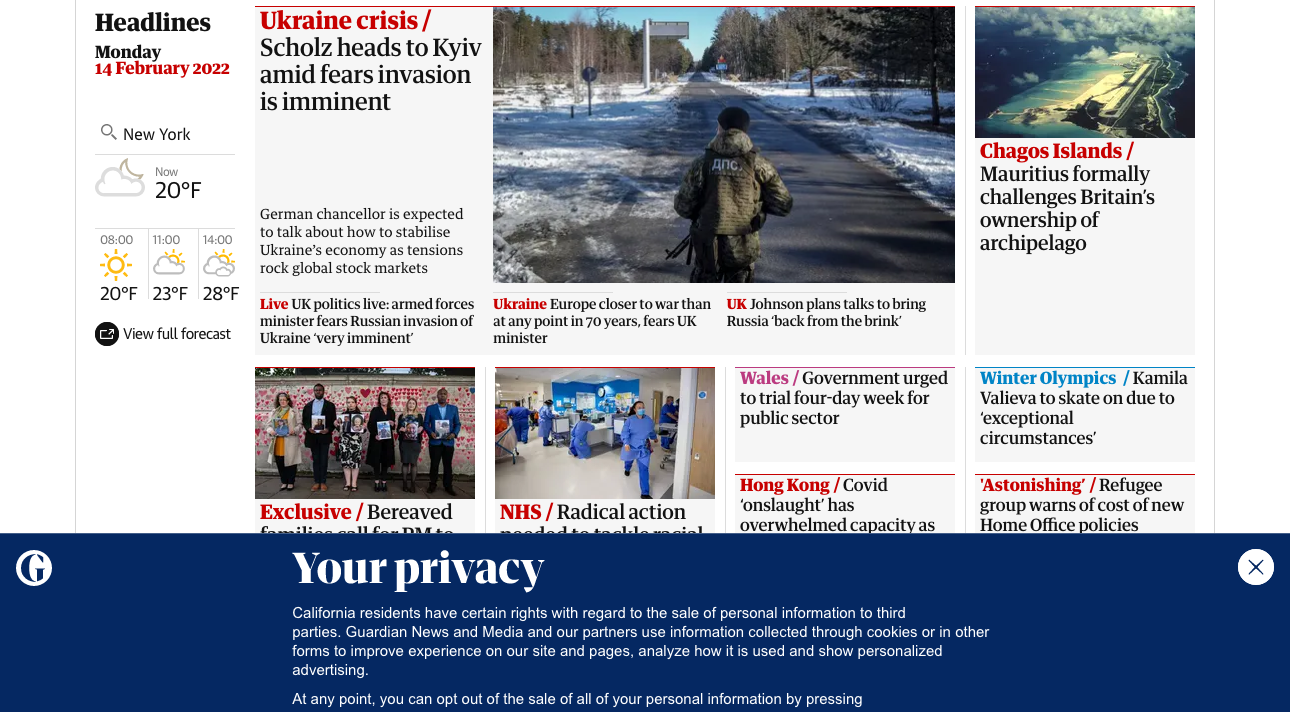 Headlines
Monday
14 February 2022
New York
Now
20°F
08:00
11:00
14:00
20°F
23°F
28°F
View full forecast
Ukraine crisis /
Scholz heads to Kyiv
amid fears invasion
is imminent
German chancellor is expected
to talk about how to stabilise
Ukraine’s economy as tensions
rock global stock markets
ДПС.
Live UK politics live: armed forces
minister fears Russian invasion of
Ukraine ‘very imminent’
Ukraine Europe closer to war than
at any point in 70 years, fears UK
minister
UK Johnson plans talks to bring
Russia ‘back from the brink’
Chagos Islands /
Mauritius formally
challenges Britain’s
ownership of
archipelago
Exclusive / Bereaved
families call for PM to
NHS / Radical action
needed to tackle racial
Wales / Government urged
to trial four-day week for
public sector
Hong Kong / Covid
‘onslaught’ has
overwhelmed capacity as
Winter Olympics / Kamila
Valieva to skate on due to
‘exceptional
circumstances’
'Astonishing’ / Refugee
group warns of cost of new
Home Office policies
G
Your privacy
California residents have certain rights with regard to the sale of personal information to third
parties. Guardian News and Media and our partners use information collected through cookies or in other
forms to improve experience on our site and pages, analyze how it is used and show personalized
advertising.
At any point, you can opt out of the sale of all of your personal information by pressing